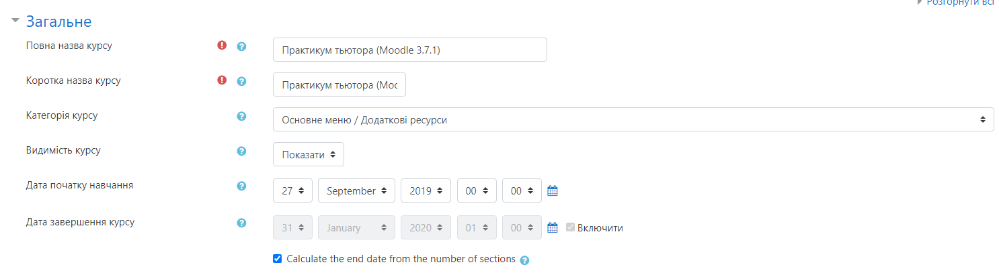 Розгорнути всі
Загальне
Повна назва курсу
Практикум тьютора (Moodle 3.7.1)
Коротка назва курсу
Практикум тьютора (Moo
Категорія курсу
Основне меню / Додаткові ресурси
Видимість курсу
Показати
Дата початку навчання
27 September 2019 00 00
Дата завершення курсу
31 January 2020 01 00 Включити
Calculate the end date from the number of sections